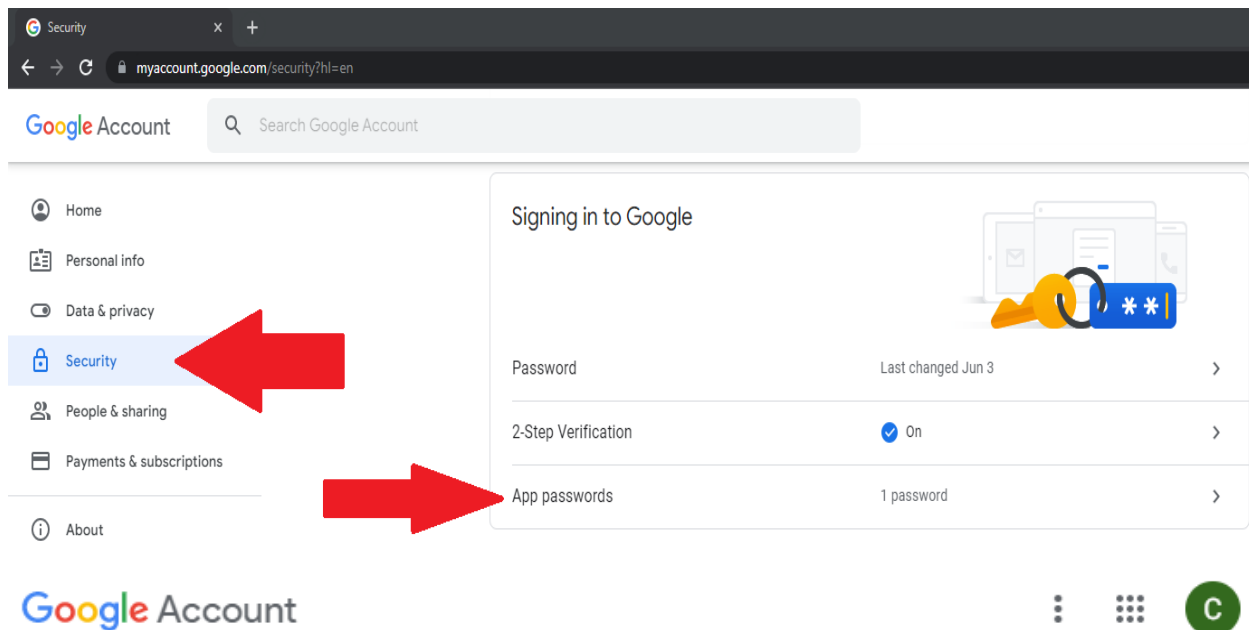 Security
myaccount.google.com/security?hl=en
Google Account
Search Google Account
Home
Personal info
Data & privacy
Security
People & sharing
Payments & subscriptions
About
Signing in to Google
**
Password Last changed Jun 3
2-Step Verification On
App passwords 1 password
Google Account
C